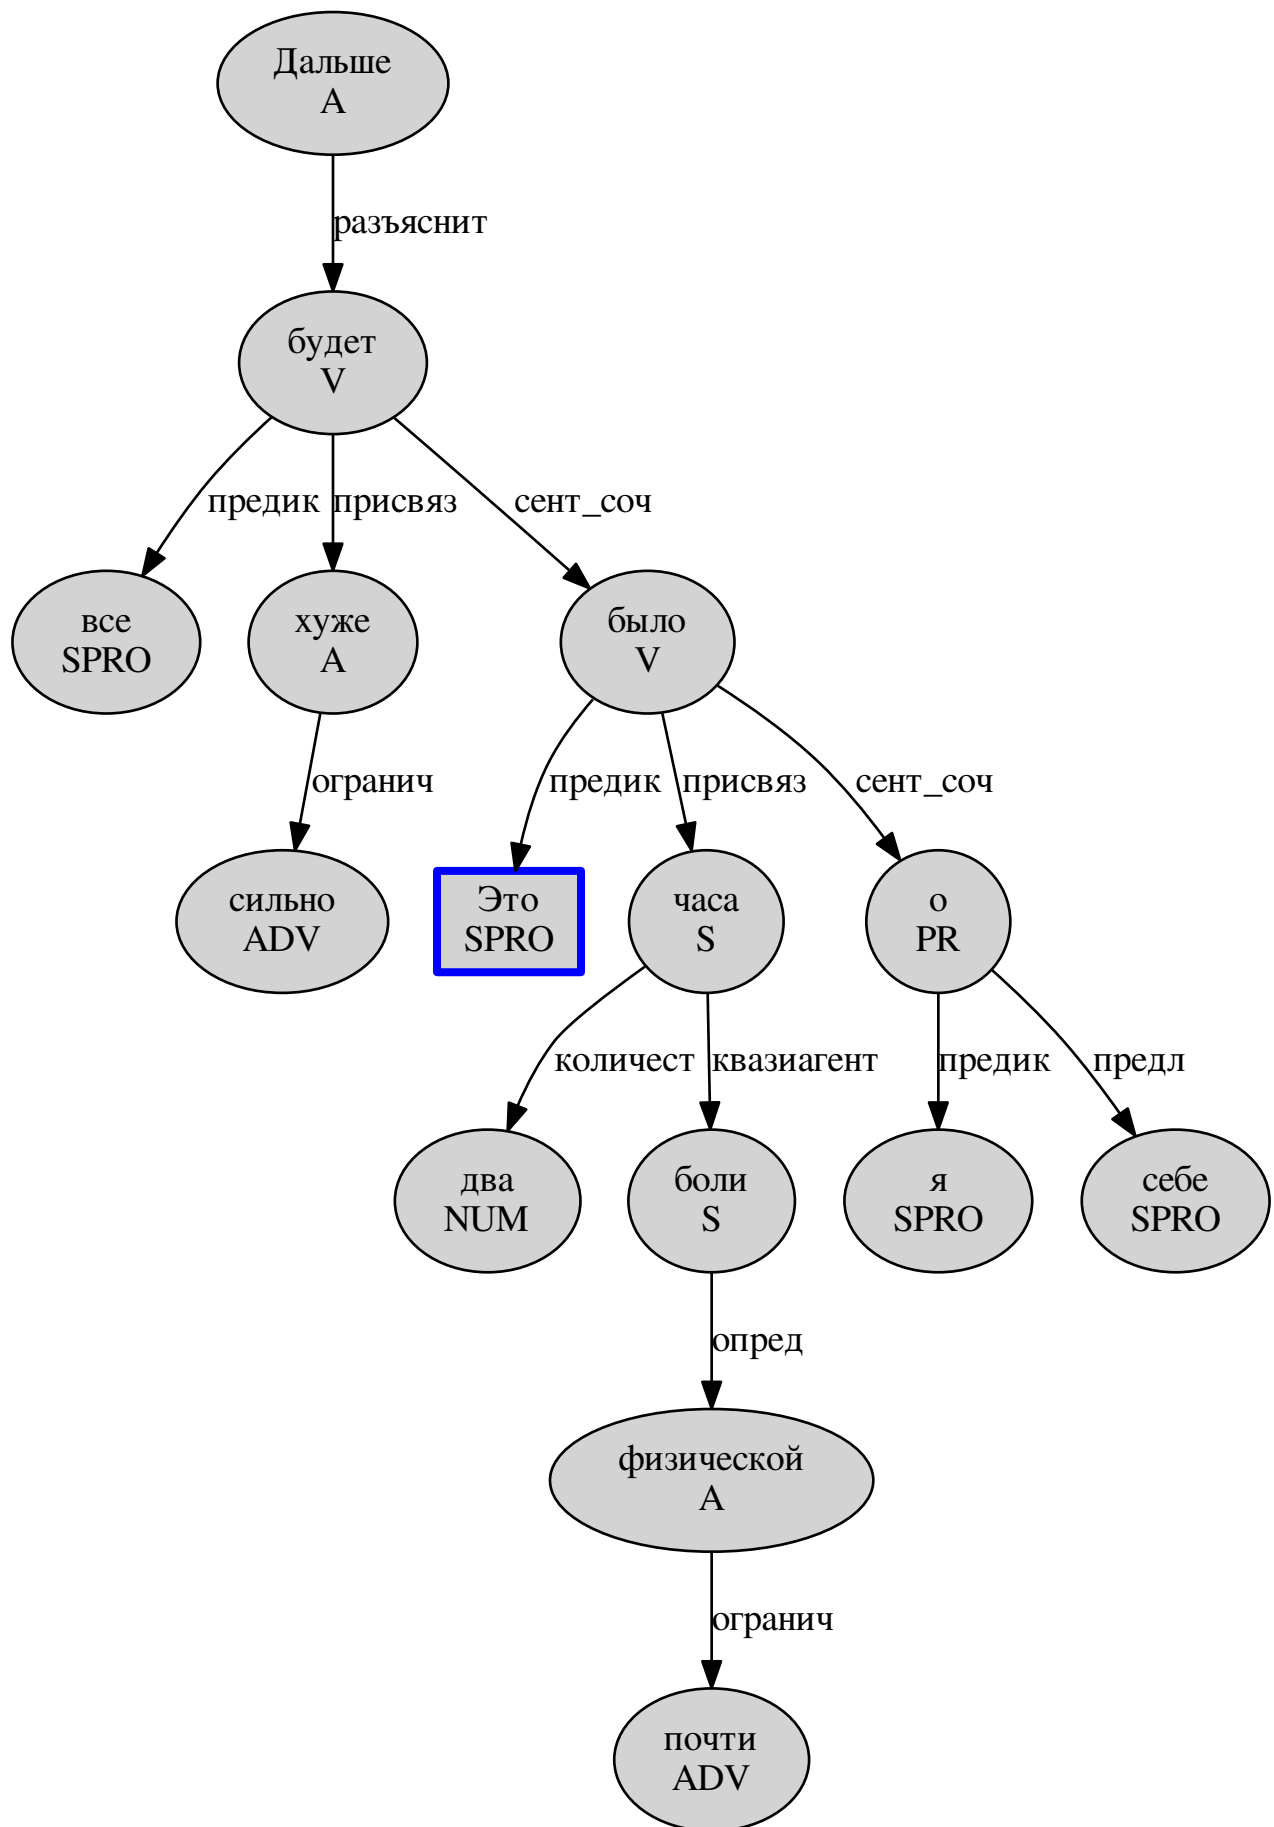 Дальше
A
разъяснит
будет
V
предик
присвяз
сент_соч
все
SPRO
хуже
A
было
V
огранич
предик
присвяз
сент_соч
сильно
ADV
Это
SPRO
часа
S
о
PR
количест
квазиагент
предик
предл
два
NUM
боли
S
я
SPRO
себе
SPRO
опред
физической
A
огранич
почти
ADV